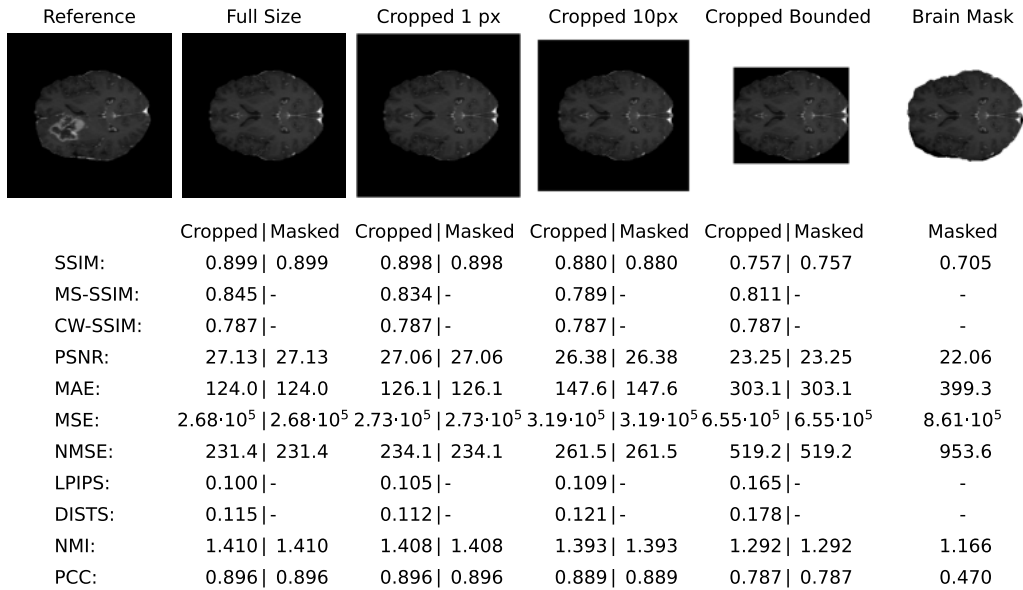 Reference Full Size Cropped 1 px Cropped 10px Cropped Bounded Brain Mask
Cropped|Masked Cropped|Masked Cropped|Masked Cropped|Masked Masked
SSIM: 0.899| 0.899 0.898| 0.898 0.880| 0.880 0.757| 0.757 0.705
MS-SSIM: 0.845|- 0.834|- 0.789|- 0.811|- -
CW-SSIM: 0.787|- 0.787|- 0.787|- 0.787|- -
PSNR: 27.13| 27.13 27.06| 27.06 26.38| 26.38 23.25| 23.25 22.06
MAE: 124.0| 124.0 126.1| 126.1 147.6| 147.6 303.1| 303.1 399.3
MSE: 2.68·10⁵|2.68·10⁵ 2.73·10⁵|2.73·10⁵ 3.19·10⁵|3.19·10⁵ 6.55·10⁵|6.55·10⁵ 8.61·10⁵
NMSE: 231.4| 231.4 234.1| 234.1 261.5| 261.5 519.2| 519.2 953.6
LPIPS: 0.100|- 0.105|- 0.109|- 0.165|- -
DISTS: 0.115|- 0.112|- 0.121|- 0.178|- -
NMI: 1.410| 1.410 1.408| 1.408 1.393| 1.393 1.292| 1.292 1.166
PCC: 0.896| 0.896 0.896| 0.896 0.889| 0.889 0.787| 0.787 0.470